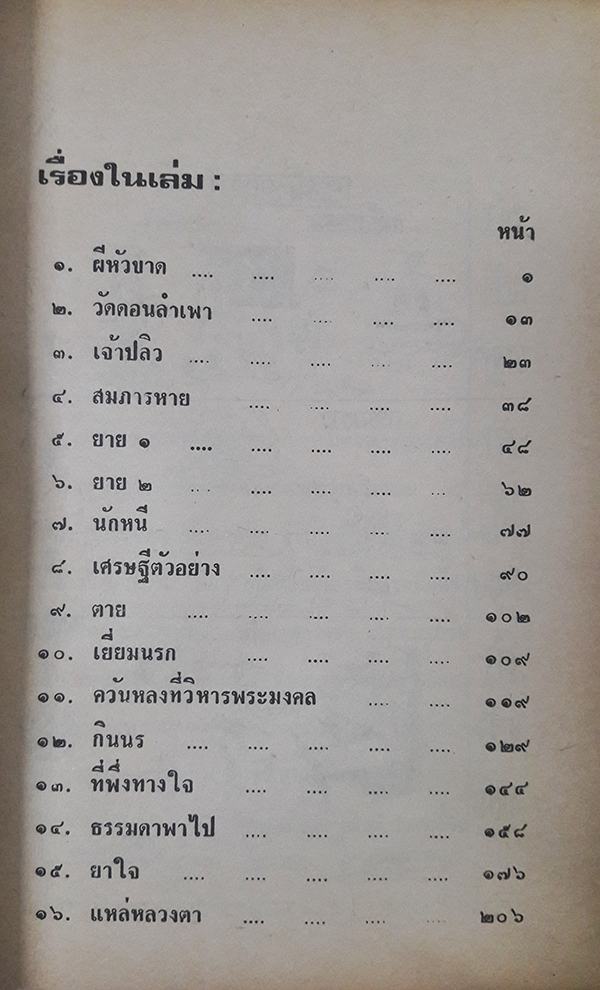 เรื่องในเล่ม :
หน้า
๑. ผีหัวขาด .... .... .... .... .... ๑
๒. วัดดอนลำเพา .... .... .... .... ๑๓
๓. เจ้าปลิว .... .... .... .... .... ๒๓
๔. สมภารหาย .... .... .... .... ๓๘
๕. ยาย ๑ .... .... .... .... .... ๔๘
๖. ยาย ๒ .... .... .... .... .... ๖๒
๗. นักหนี .... .... .... .... .... ๗๗
๘. เศรษฐีตัวอย่าง .... .... .... .... ๙๐
๙. ตาย .... .... .... .... .... ๑๐๒
๑๐. เยี่ยมนรก .... .... .... .... ๑๐๙
๑๑. ควันหลงที่วิหารพระมงคล .... .... ๑๑๙
๑๒. กินนร .... .... .... .... .... ๑๒๙
๑๓. ที่พึ่งทางใจ .... .... .... .... ๑๔๔
๑๔. ธรรมดาพาไป .... .... .... .... ๑๕๘
๑๕. ยาใจ .... .... .... .... .... ๑๗๖
๑๖. แหล่หลวงตา .... .... .... .... ๒๐๖